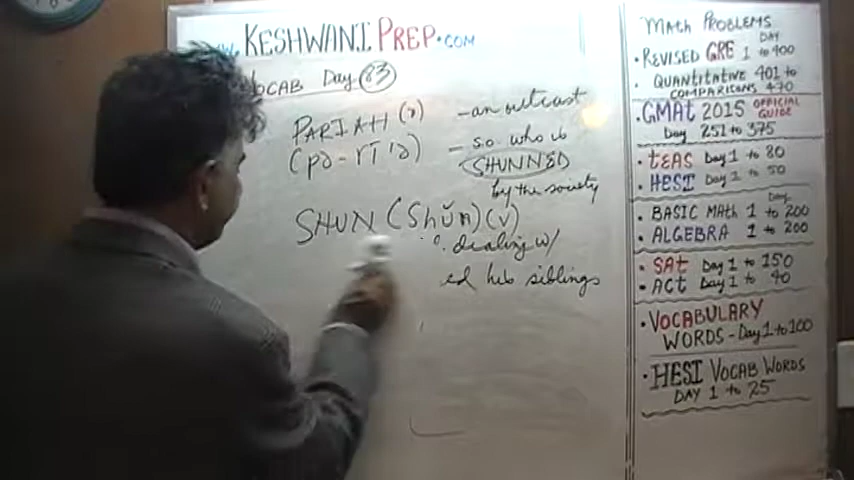 KESHWANI PREP.COM
VOCAB Day 83
PARIAH (n) - an outcast
(pə-rī'ə) - s.o. who is
SHUNNED
by the society
SHUN (Shŭn) (v)
dealing w/
ed his siblings
MATH PROBLEMS
DAY
• REVISED GRE 1 to 400
• QUANTITATIVE 401 to
COMPARISONS 470
• GMAT 2015 OFFICIAL GUIDE
Day 251 to 375
• TEAS Day 1 to 80
• HESI Day 1 to 50
Day
• BASIC MATH 1 to 200
• ALGEBRA 1 to 200
• SAT Day 1 to 150
• ACT Day 1 to 40
• VOCABULARY
WORDS - Day 1 to 100
• HESI VOCAB WORDS
DAY 1 to 25